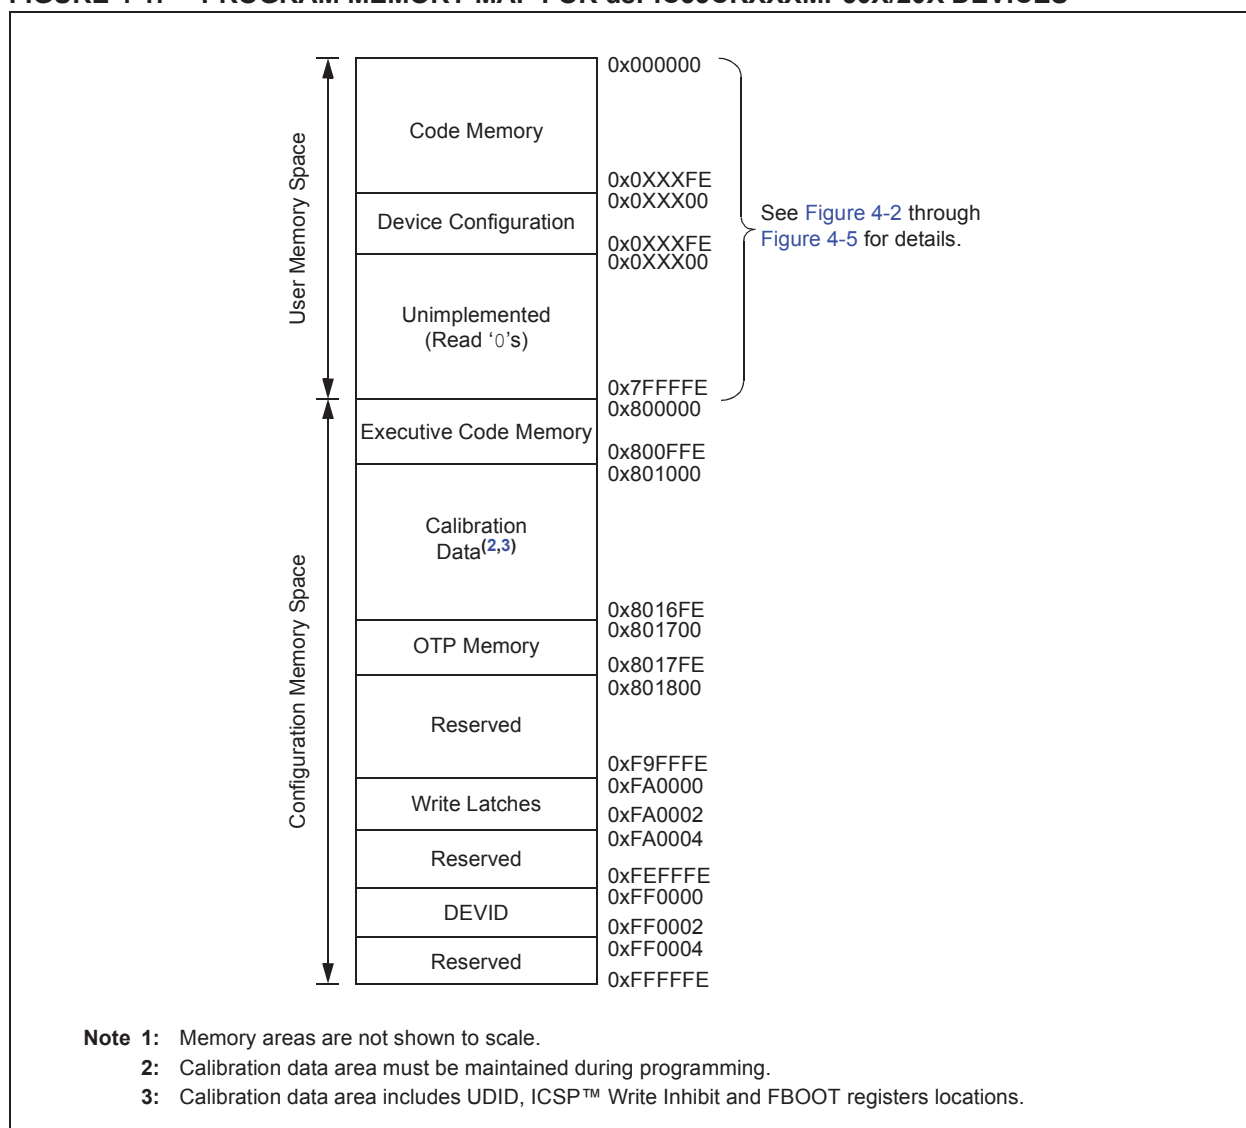 0x000000
Code Memory
0x0XXXFE
0x0XXX00
Device Configuration
0x0XXXFE
0x0XXX00
Unimplemented
(Read ‘0’s)
0x7FFFFE
User Memory Space
See Figure 4-2 through
Figure 4-5 for details.
0x800000
Executive Code Memory
0x800FFE
0x801000
Calibration
Data(2,3)
0x8016FE
0x801700
OTP Memory
0x8017FE
0x801800
Reserved
0xF9FFFE
0xFA0000
Write Latches
0xFA0002
0xFA0004
Reserved
0xFEFFFE
0xFF0000
DEVID
0xFF0002
0xFF0004
Reserved
0xFFFFFE
Configuration Memory Space
Note 1: Memory areas are not shown to scale.
2: Calibration data area must be maintained during programming.
3: Calibration data area includes UDID, ICSP™ Write Inhibit and FBOOT registers locations.